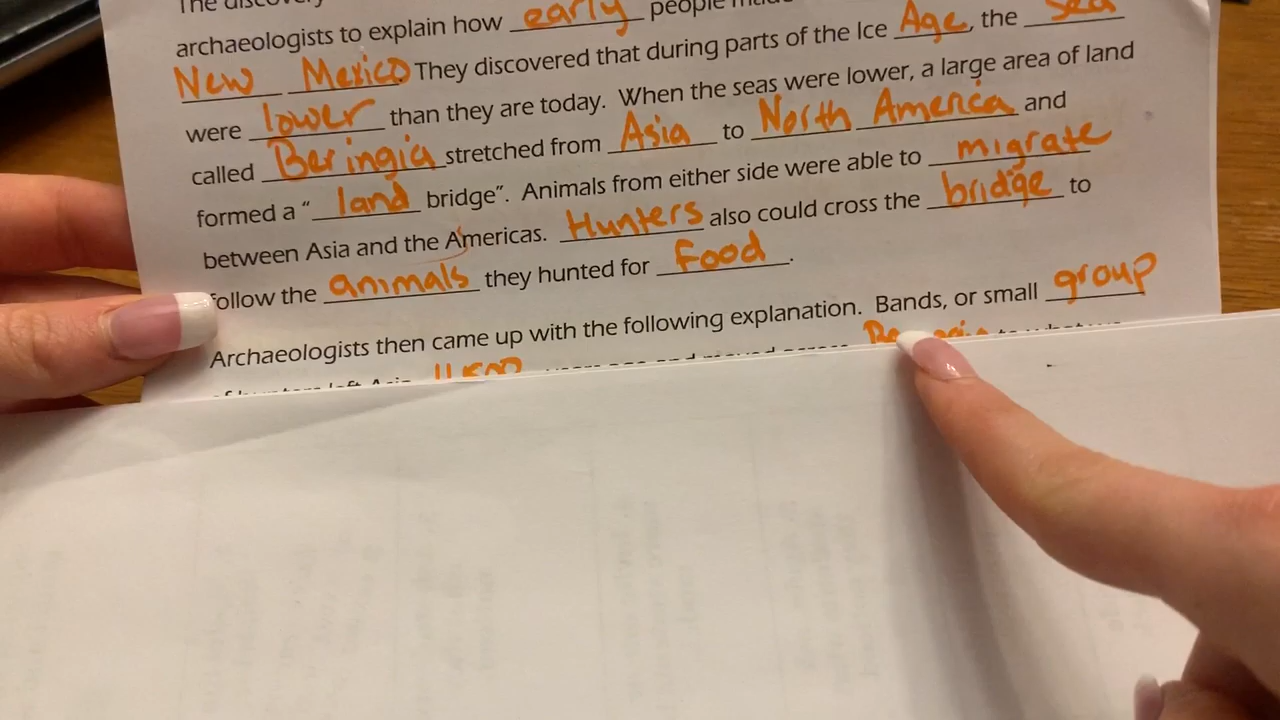 The discovery
archaeologists to explain how early people made
New Mexico. They discovered that during parts of the Ice Age, the sea
were lower than they are today. When the seas were lower, a large area of land
called Beringia stretched from Asia to North America and
formed a "land bridge". Animals from either side were able to migrate
between Asia and the Americas. Hunters also could cross the bridge to
follow the animals they hunted for food.
Archaeologists then came up with the following explanation. Bands, or small group